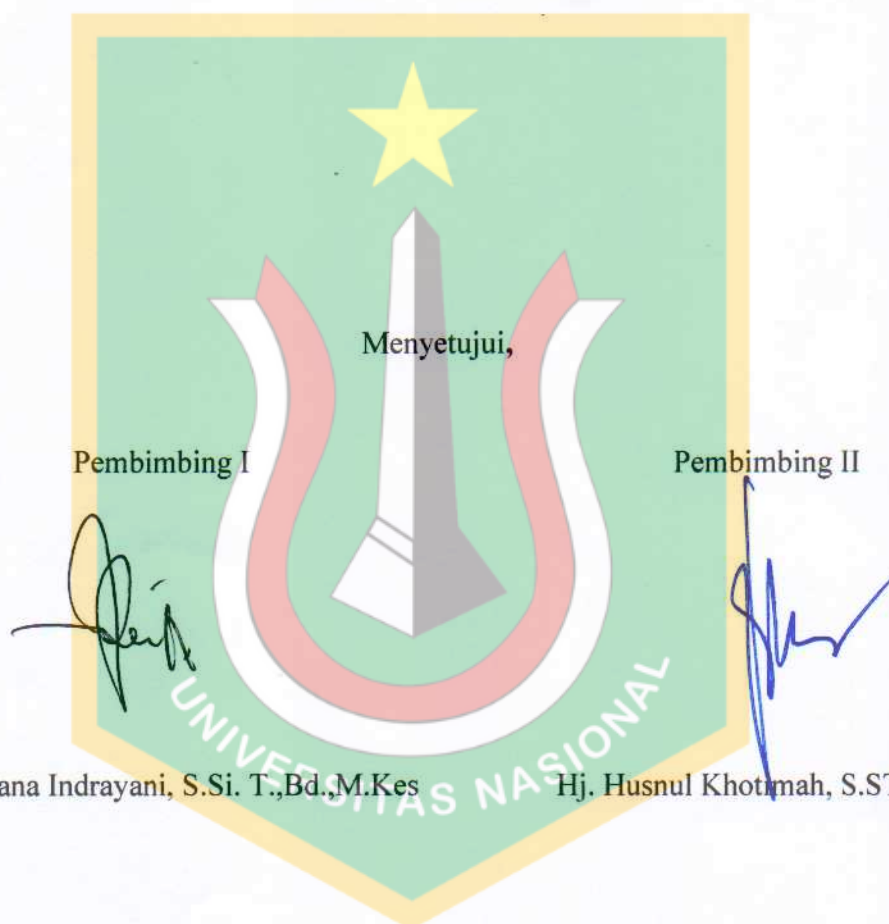 Menyetujui,
Pembimbing I Pembimbing II
ana Indrayani, S.Si. T.,Bd.,M.Kes Hj. Husnul Khotimah, S.ST
UNIVERSITAS NASIONAL